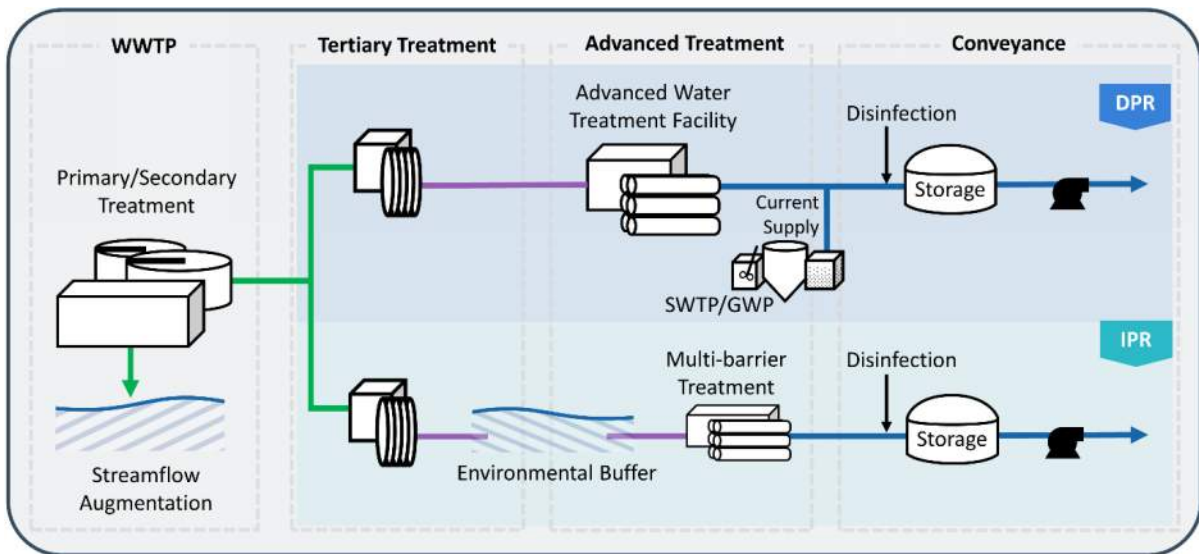 WWTP
Tertiary Treatment
Advanced Treatment
Conveyance
DPR
Advanced Water
Treatment Facility
Disinfection
Primary/Secondary
Treatment
Storage
Current
Supply
SWTP/GWP
IPR
Multi-barrier
Treatment
Disinfection
Storage
Environmental Buffer
Streamflow
Augmentation